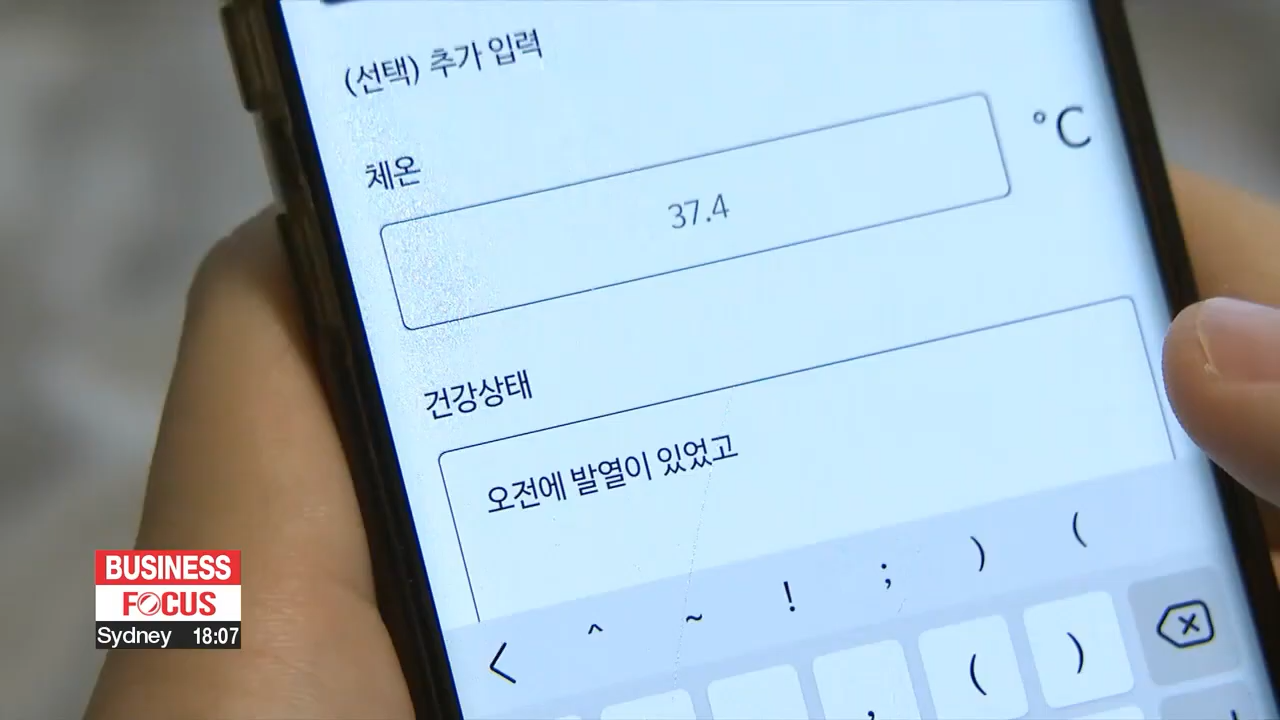 (선택) 추가 입력
체온
37.4
°C
건강상태
오전에 발열이 있었고
< ^ ~ ! ; ) (
, ( )
BUSINESS
FOCUS
Sydney 18:07